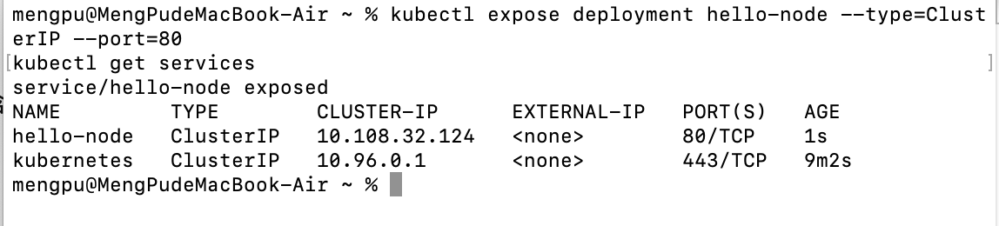 mengpu@MengPudeMacBook-Air ~ % kubectl expose deployment hello-node --type=Clust
erIP --port=80
[kubectl get services ]
service/hello-node exposed
NAME TYPE CLUSTER-IP EXTERNAL-IP PORT(S) AGE
hello-node ClusterIP 10.108.32.124 <none> 80/TCP 1s
kubernetes ClusterIP 10.96.0.1 <none> 443/TCP 9m2s
mengpu@MengPudeMacBook-Air ~ %